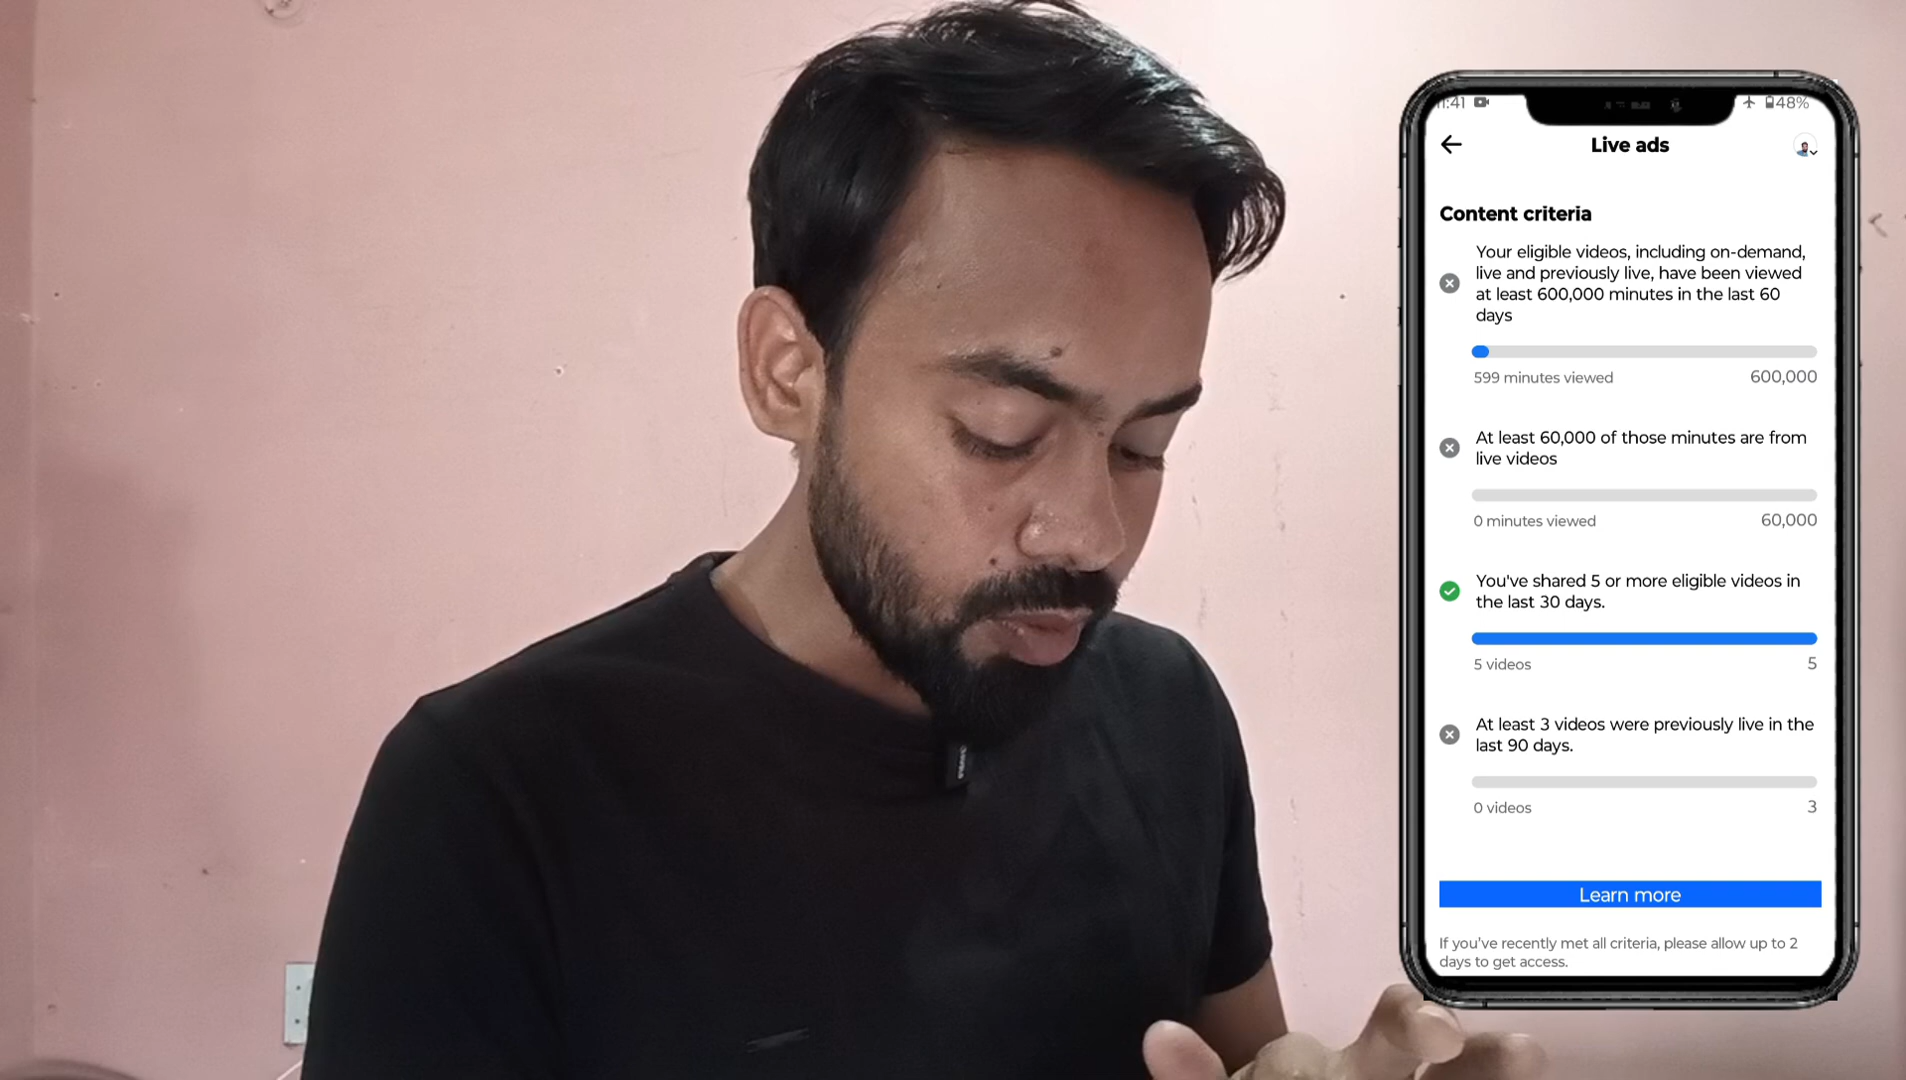 48%
Live ads
Content criteria
Your eligible videos, including on-demand,
live and previously live, have been viewed
at least 600,000 minutes in the last 60
days
599 minutes viewed 600,000
At least 60,000 of those minutes are from
live videos
0 minutes viewed 60,000
You've shared 5 or more eligible videos in
the last 30 days.
5 videos 5
At least 3 videos were previously live in the
last 90 days.
0 videos 3
Learn more
If you've recently met all criteria, please allow up to 2
days to get access.